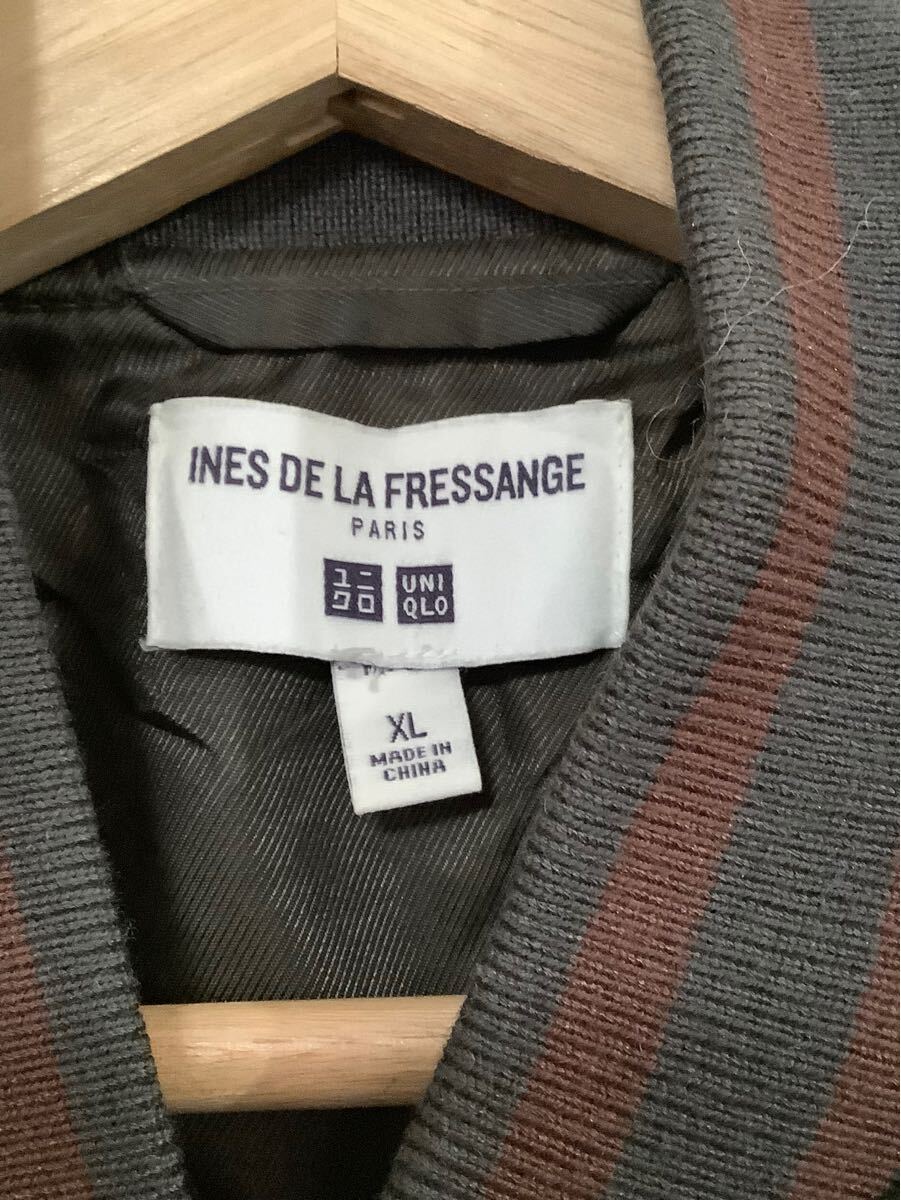 INES DE LA FRESSANGE
PARIS
ユニ
クロ
UNI
QLO
XL
MADE IN
CHINA